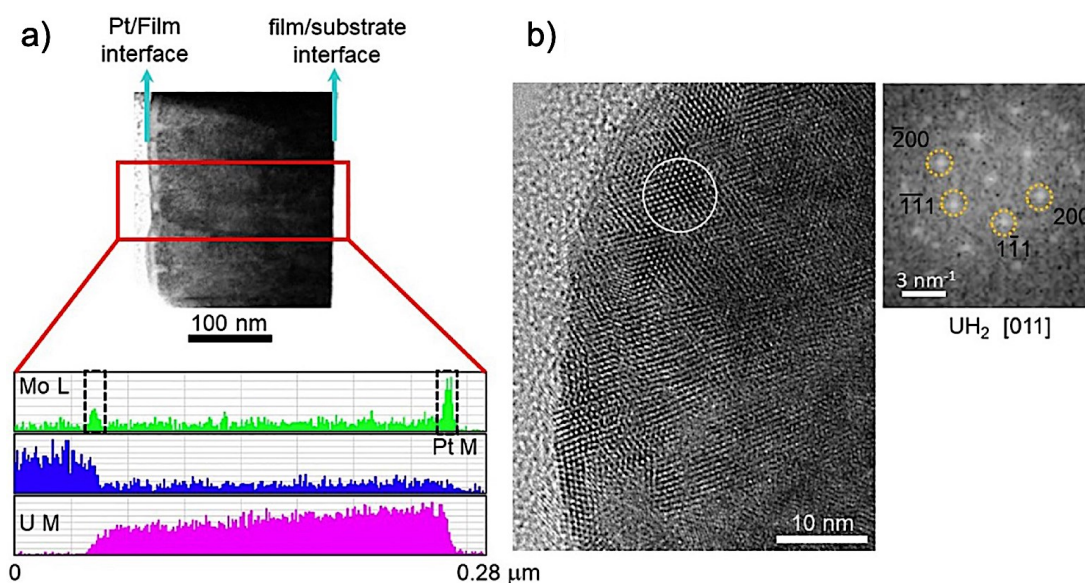 a)
Pt/Film
interface
film/substrate
interface
100 nm
Mo L
Pt M
U M
0
0.28 μm
b)
10 nm
2̅00
1̅1̅1
200
11̅1
3 nm⁻¹
UH₂ [011]